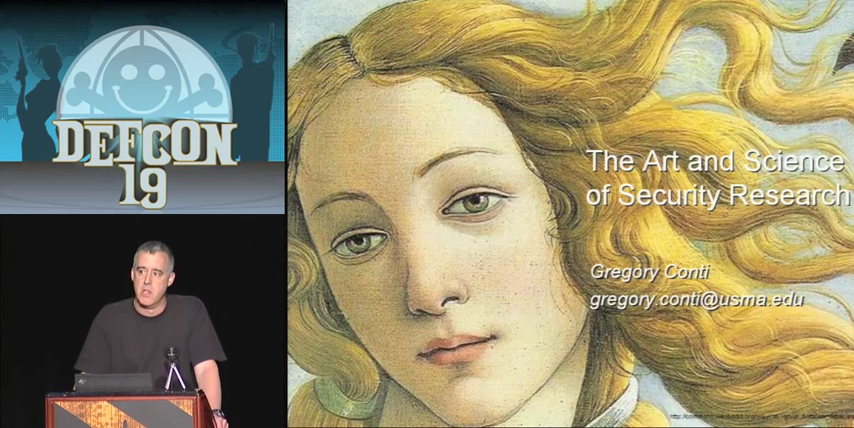 DEFCON
19
The Art and Science
of Security Research
Gregory Conti
gregory.conti@usma.edu